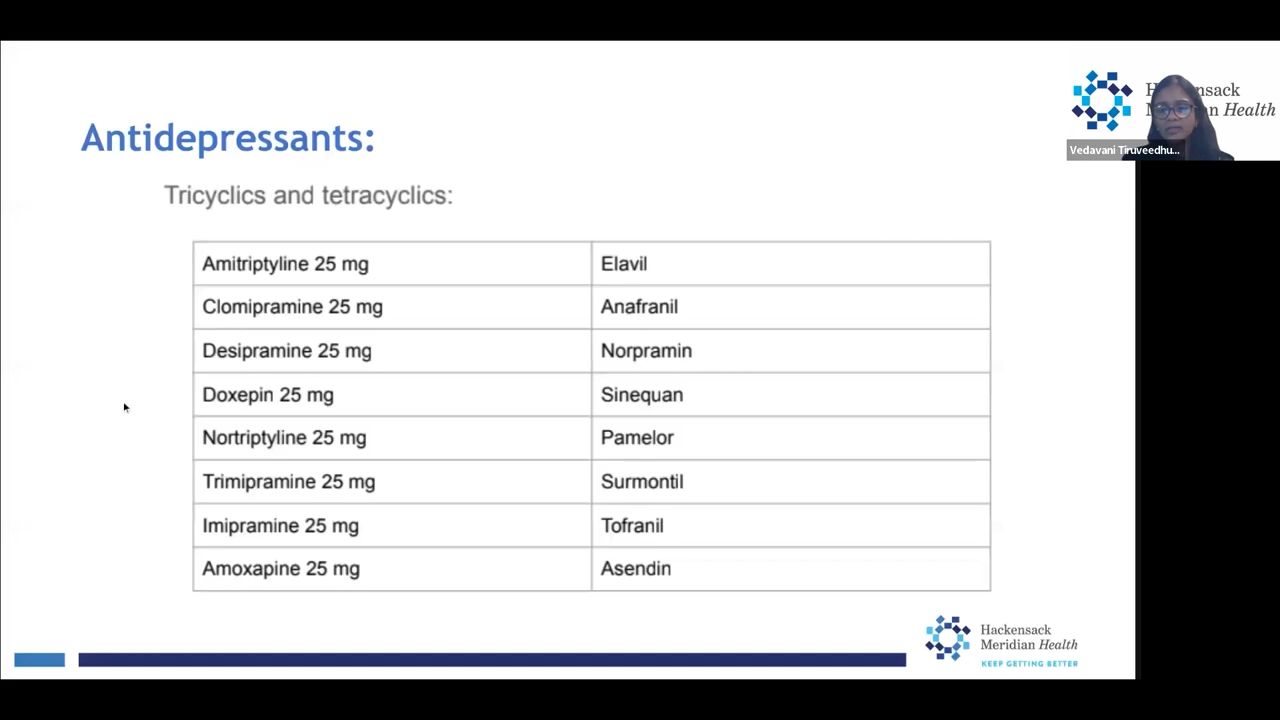 Antidepressants:
Tricyclics and tetracyclics:
Amitriptyline 25 mg Elavil
Clomipramine 25 mg Anafranil
Desipramine 25 mg Norpramin
Doxepin 25 mg Sinequan
Nortriptyline 25 mg Pamelor
Trimipramine 25 mg Surmontil
Imipramine 25 mg Tofranil
Amoxapine 25 mg Asendin
Hackensack
Meridian Health
KEEP GETTING BETTER
Health
Vedavani Tiruveedhu...